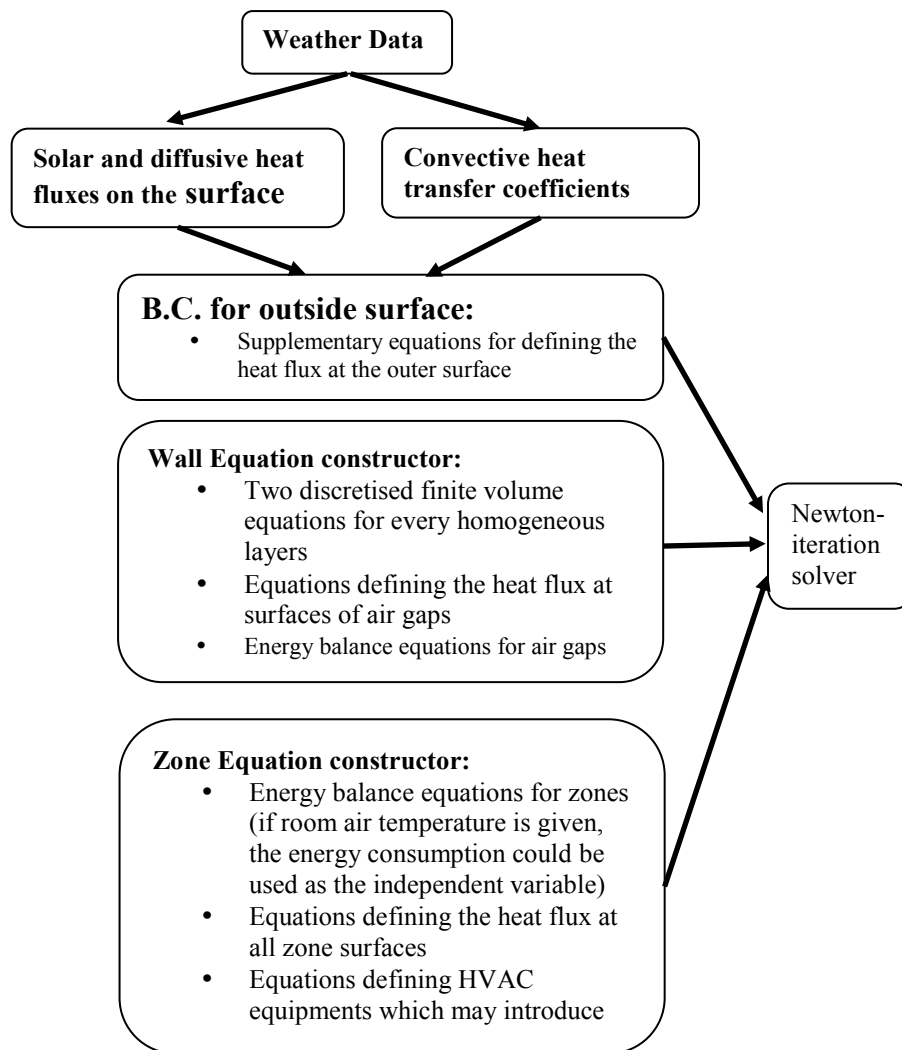 Weather Data
Solar and diffusive heat
fluxes on the surface
Convective heat
transfer coefficients
B.C. for outside surface:
• Supplementary equations for defining the
heat flux at the outer surface
Wall Equation constructor:
• Two discretised finite volume
equations for every homogeneous
layers
• Equations defining the heat flux at
surfaces of air gaps
• Energy balance equations for air gaps
Newton-
iteration
solver
Zone Equation constructor:
• Energy balance equations for zones
(if room air temperature is given,
the energy consumption could be
used as the independent variable)
• Equations defining the heat flux at
all zone surfaces
• Equations defining HVAC
equipments which may introduce